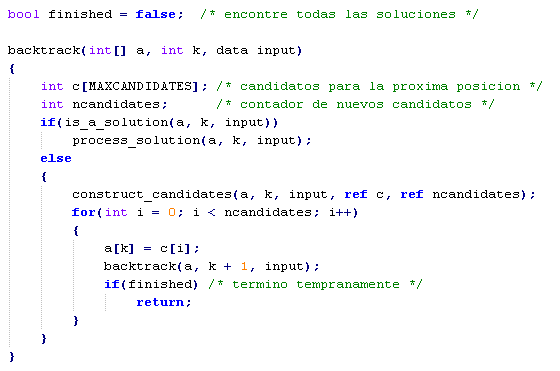 bool finished = false;  /* encontre todas las soluciones */

backtrack(int[] a, int k, data input)
{
    int c[MAXCANDIDATES]; /* candidatos para la proxima posicion */
    int ncandidates;      /* contador de nuevos candidatos */
    if(is_a_solution(a, k, input))
        process_solution(a, k, input);
    else
    {
        construct_candidates(a, k, input, ref c, ref ncandidates);
        for(int i = 0; i < ncandidates; i++)
        {
            a[k] = c[i];
            backtrack(a, k + 1, input);
            if(finished) /* termino tempranamente */
                return;
        }
    }
}